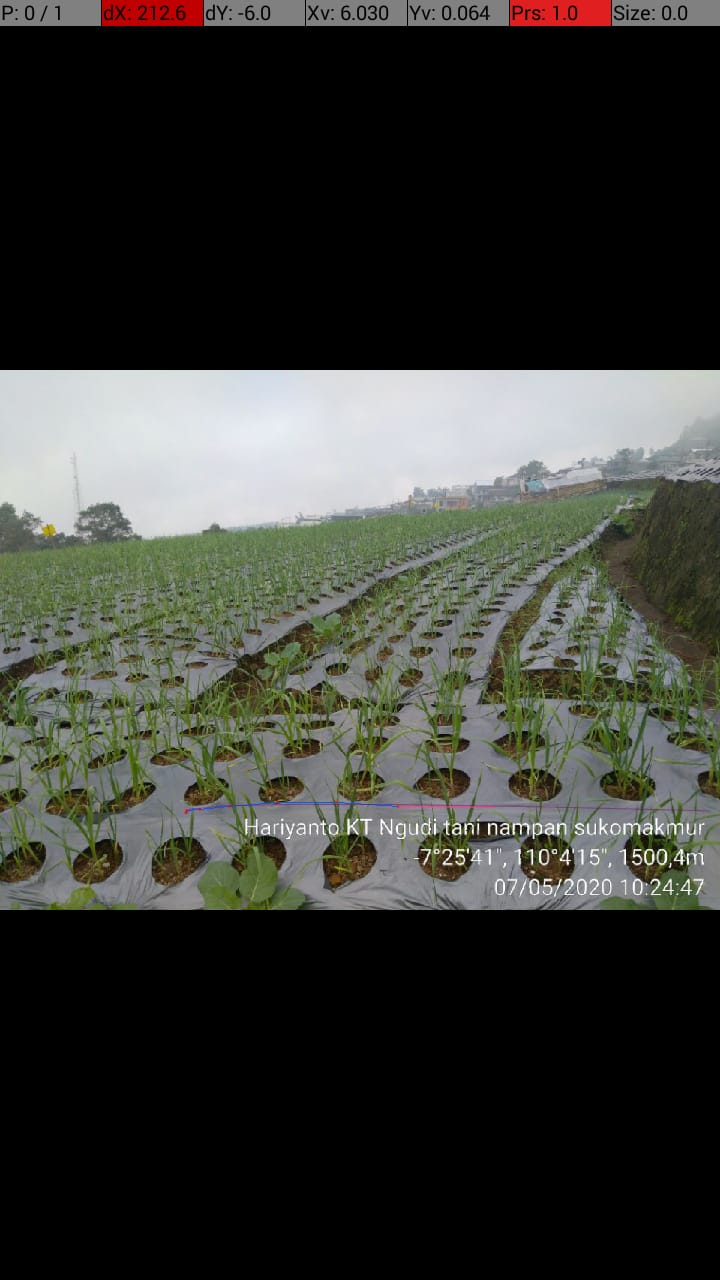 P: 0 / 1 dX: 212.6 dY: -6.0 Xv: 6.030 Yv: 0.064 Prs: 1.0 Size: 0.0
Hariyanto KT Ngudi tani nampan sukomakmur
-7°25'41", 110°4'15", 1500,4m
07/05/2020 10:24:47